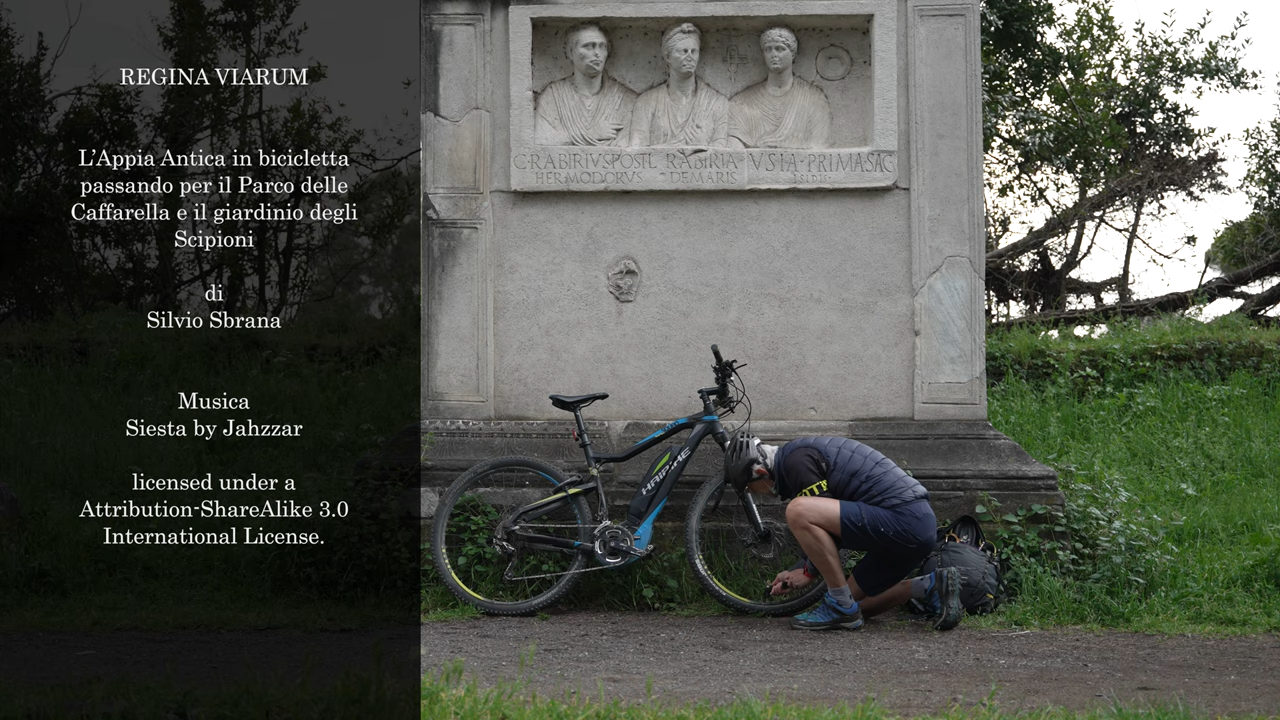 REGINA VIARUM
L'Appia Antica in bicicletta
passando per il Parco delle
Caffarella e il giardinio degli
Scipioni
di
Silvio Sbrana
Musica
Siesta by Jahzzar
licensed under a
Attribution-ShareAlike 3.0
International License.
C·RABIRIVS·POST·L RABIRIA VSIA·PRIMA·SAC
HERMODORVS DEMARIS ISIDIS
HAIBIKE